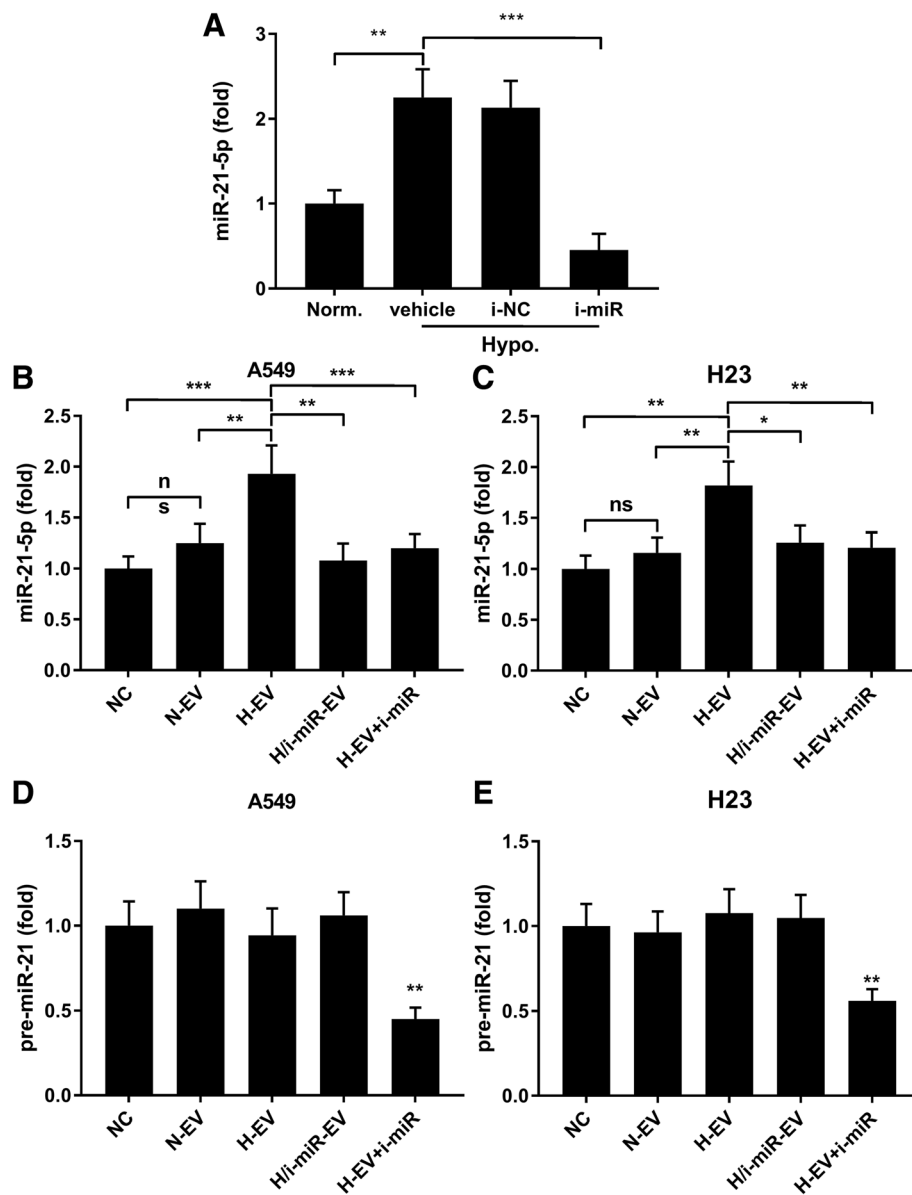 A
**
***
3
2
1
0
miR-21-5p (fold)
Norm.
vehicle
i-NC
i-miR
Hypo.
B
A549
***
***
**
**
n
s
2.5
2.0
1.5
1.0
0.5
0.0
miR-21-5p (fold)
NC
N-EV
H-EV
H/i-miR-EV
H-EV+i-miR
C
H23
**
**
**
*
ns
2.5
2.0
1.5
1.0
0.5
0.0
miR-21-5p (fold)
NC
N-EV
H-EV
H/i-miR-EV
H-EV+i-miR
D
A549
1.5
1.0
0.5
0.0
pre-miR-21 (fold)
**
NC
N-EV
H-EV
H/i-miR-EV
H-EV+i-miR
E
H23
1.5
1.0
0.5
0.0
pre-miR-21 (fold)
**
NC
N-EV
H-EV
H/i-miR-EV
H-EV+i-miR